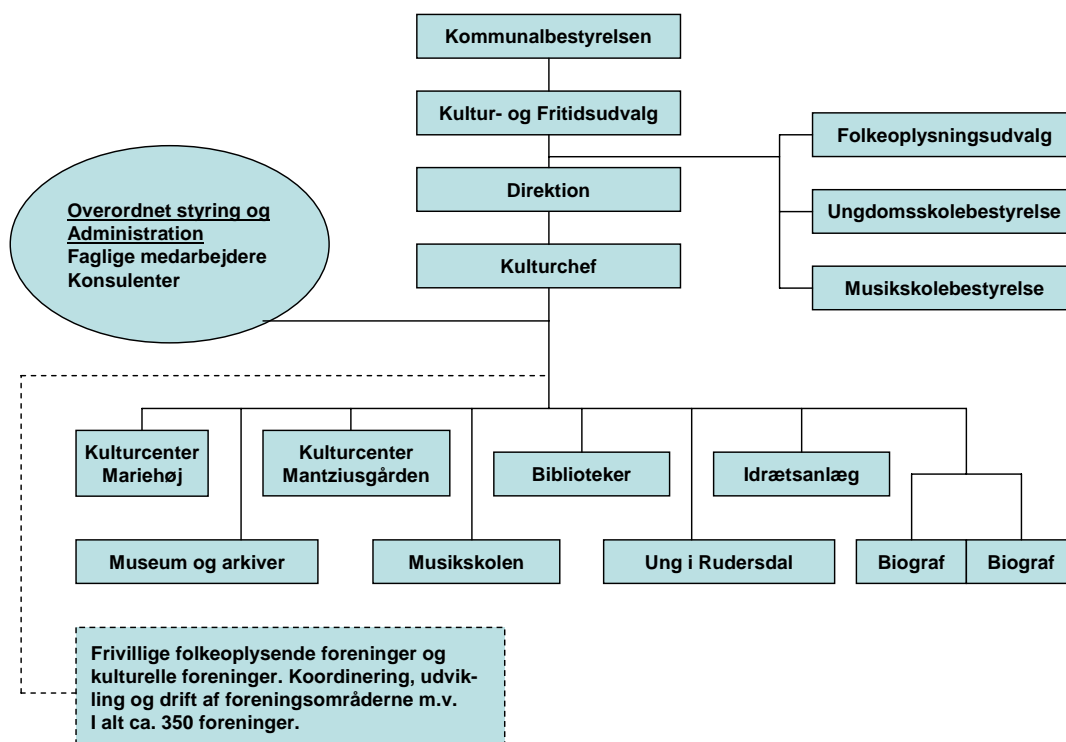 Kommunalbestyrelsen
Kultur- og Fritidsudvalg
Folkeoplysningsudvalg
Direktion
Overordnet styring og
Administration
Faglige medarbejdere
Konsulenter
Ungdomsskolebestyrelse
Kulturchef
Musikskolebestyrelse
Kulturcenter
Mariehøj
Kulturcenter
Mantziusgården
Biblioteker
Idrætsanlæg
Museum og arkiver
Musikskolen
Ung i Rudersdal
Biograf
Biograf
Frivillige folkeoplysende foreninger og
kulturelle foreninger. Koordinering, udvik-
ling og drift af foreningsområderne m.v.
I alt ca. 350 foreninger.